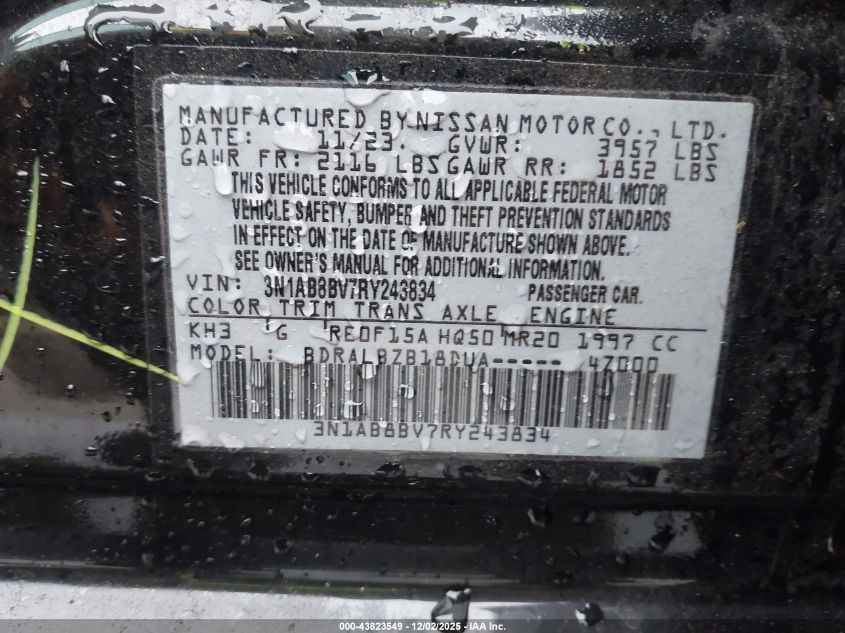 MANUFACTURED BY NISSAN MOTOR CO., LTD.
DATE: 11/23. GVWR: 3957 LBS
GAWR FR: 2116 LBS GAWR RR: 1852 LBS
THIS VEHICLE CONFORMS TO ALL APPLICABLE FEDERAL MOTOR
VEHICLE SAFETY, BUMPER AND THEFT PREVENTION STANDARDS
IN EFFECT ON THE DATE OF MANUFACTURE SHOWN ABOVE.
SEE OWNER'S MANUAL FOR ADDITIONAL INFORMATION.
VIN: 3N1AB8BV7RY243834 PASSENGER CAR.
COLOR TRIM TRANS AXLE ENGINE
KH3 G RE0F15A HQ50 MR20 1997 CC
MODEL: BDRALBZB18DUA----- 4Z000
3N1AB8BV7RY243834
000-43823549 - 12/02/2025 - IAA Inc.